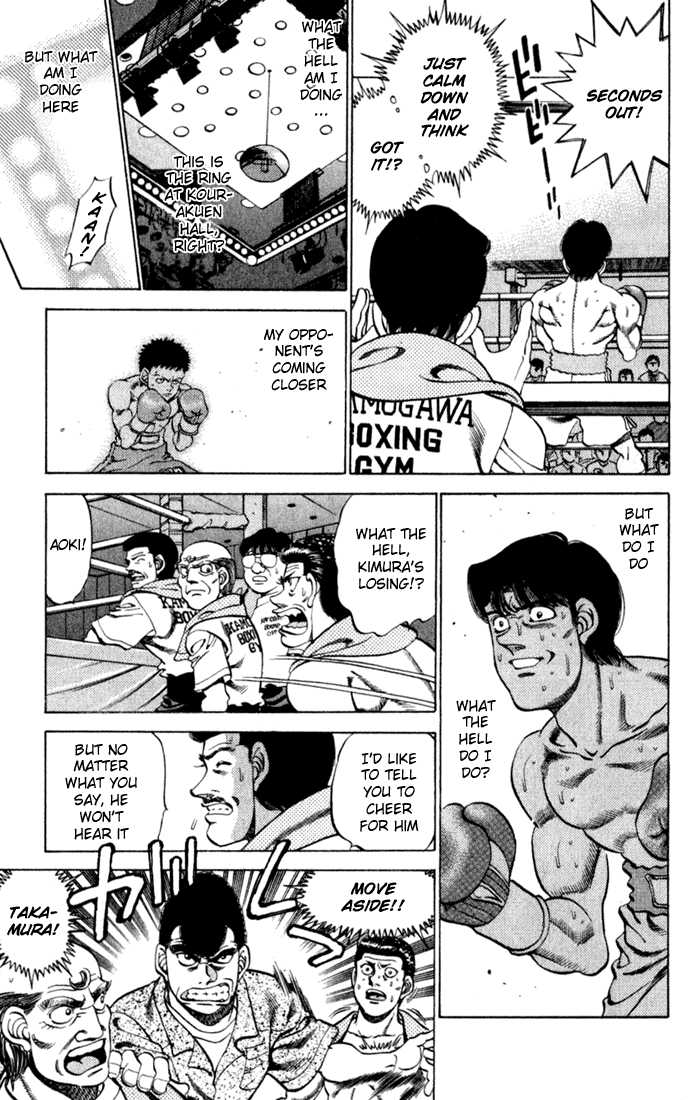 SECONDS
OUT!
JUST
CALM
DOWN
AND
THINK
GOT
IT!?
KAMOGAWA
BOXING
GYM
WHAT
THE
HELL
AM I
DOING
...
THIS IS
THE RING
AT KOUR-
AKUEN
HALL,
RIGHT?
BUT WHAT
AM I
DOING
HERE
KAAN!
MY OPPO-
NENT'S
COMING
CLOSER
BUT
WHAT
DO I
DO
WHAT
THE
HELL
DO I
DO?
WHAT THE
HELL,
KIMURA'S
LOSING!?
AOKI!
I'D LIKE
TO TELL
YOU TO
CHEER
FOR HIM
BUT NO
MATTER
WHAT YOU
SAY, HE
WON'T
HEAR IT
MOVE
ASIDE!!
TAKA-
MURA!